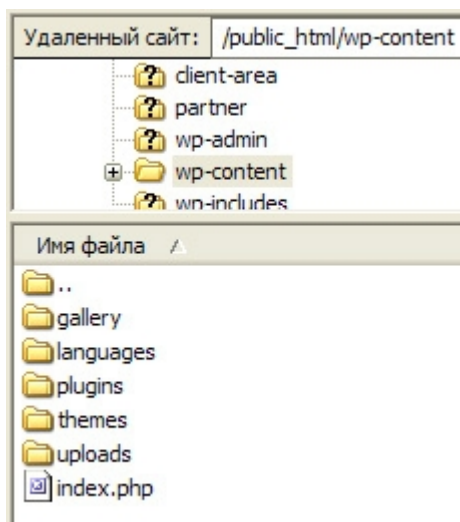 Удаленный сайт: /public_html/wp-content
client-area
partner
wp-admin
wp-content
wp-includes
Имя файла
..
gallery
languages
plugins
themes
uploads
index.php